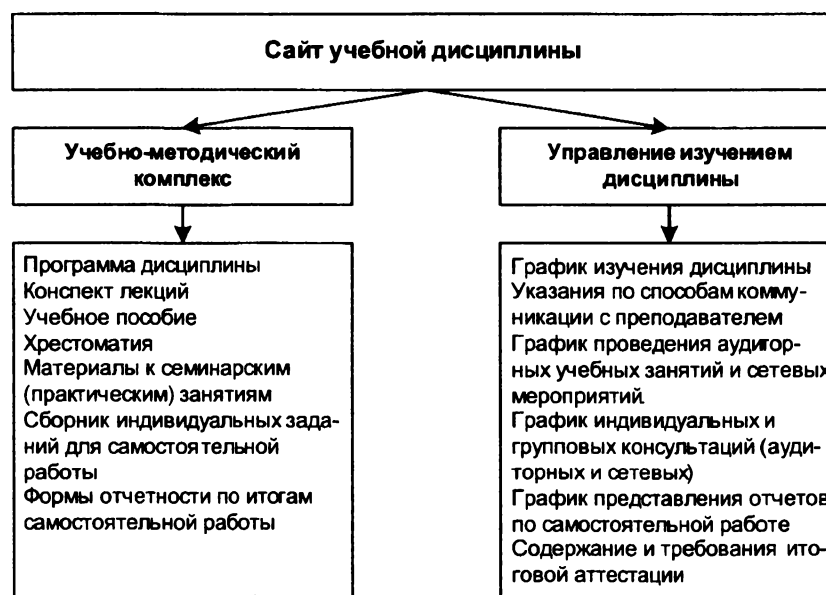 Сайт учебной дисциплины
Учебно-методический
комплекс
Управление изучением
дисциплины
Программа дисциплины
Конспект лекций
Учебное пособие
Хрестоматия
Материалы к семинарским
(практическим) занятиям
Сборник индивидуальных зада-
ний для самостоятельной
работы
Формы отчетности по итогам
самостоятельной работы
График изучения дисциплины
Указания по способам комму-
никации с преподавателем
График проведения аудитор-
ных учебных занятий и сетевых
мероприятий.
График индивидуальных и
групповых консультаций (ауди-
торных и сетевых)
График представления отчетов
по самостоятельной работе
Содержание и требования ито-
говой аттестации